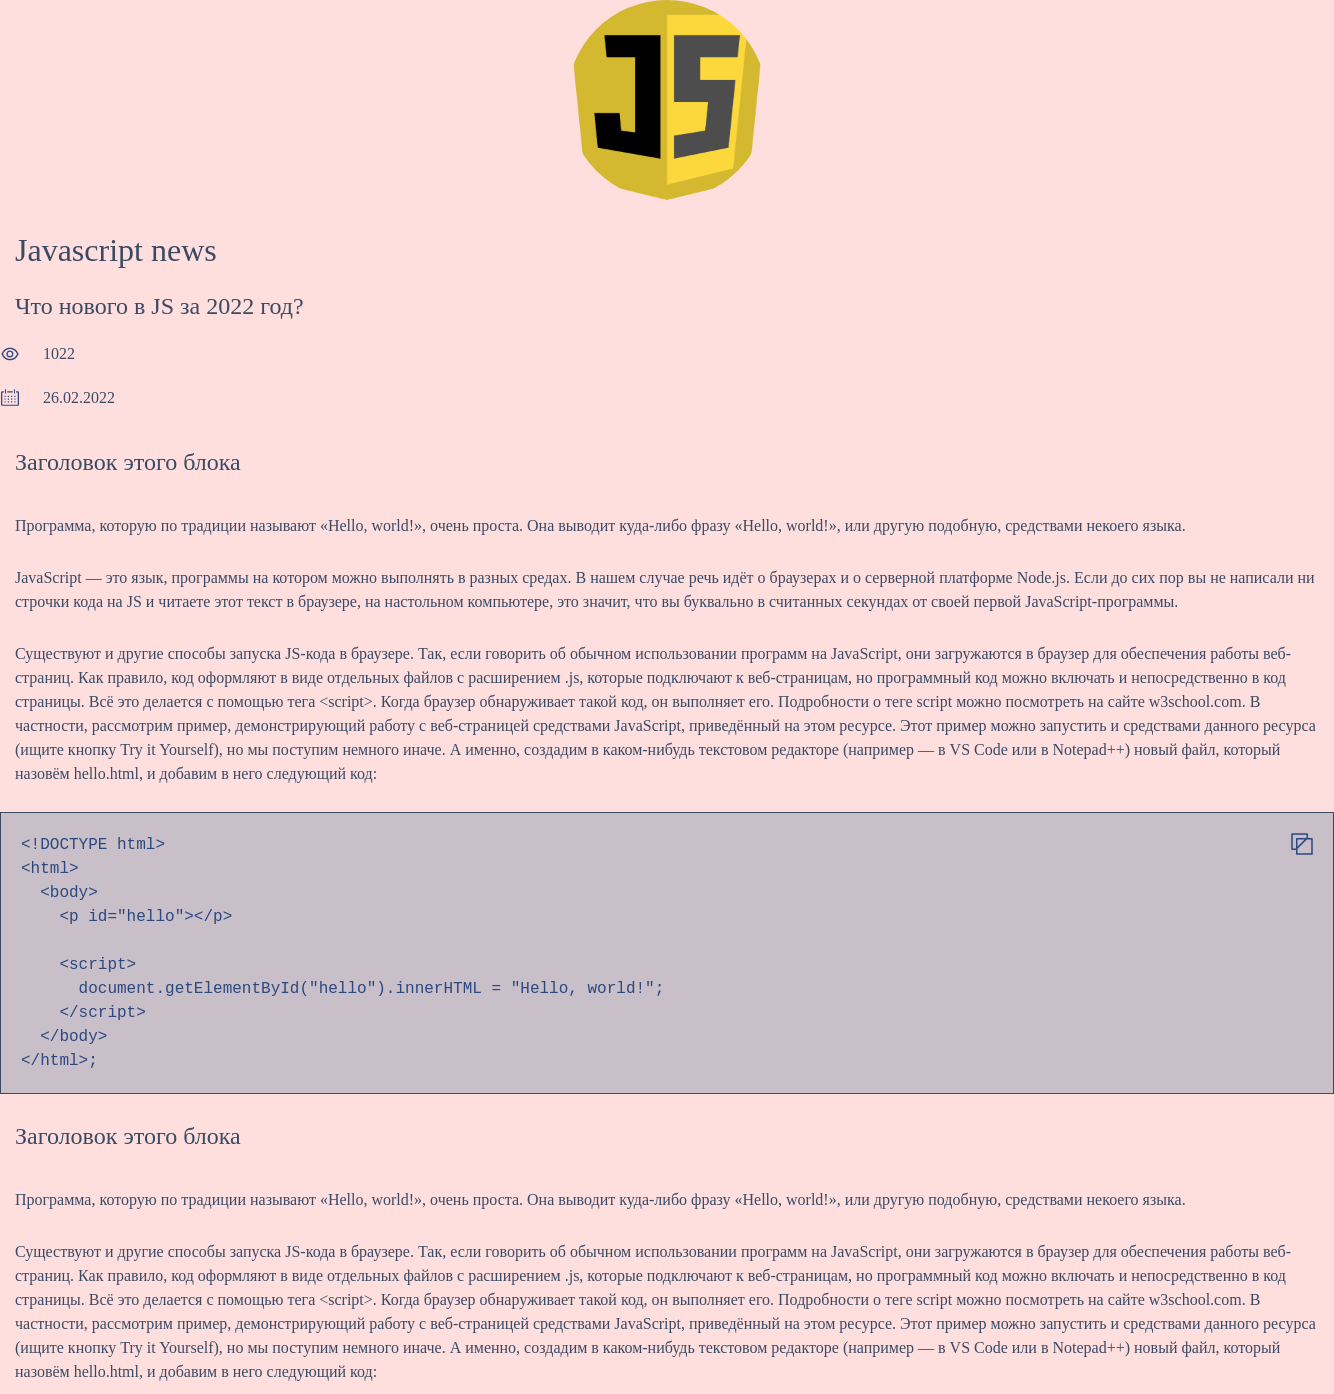 JS
Javascript news
Что нового в JS за 2022 год?
1022
26.02.2022
Заголовок этого блока
Программа, которую по традиции называют «Hello, world!», очень проста. Она выводит куда-либо фразу «Hello, world!», или другую подобную, средствами некоего языка.
JavaScript — это язык, программы на котором можно выполнять в разных средах. В нашем случае речь идёт о браузерах и о серверной платформе Node.js. Если до сих пор вы не написали ни
строчки кода на JS и читаете этот текст в браузере, на настольном компьютере, это значит, что вы буквально в считанных секундах от своей первой JavaScript-программы.
Существуют и другие способы запуска JS-кода в браузере. Так, если говорить об обычном использовании программ на JavaScript, они загружаются в браузер для обеспечения работы веб-
страниц. Как правило, код оформляют в виде отдельных файлов с расширением .js, которые подключают к веб-страницам, но программный код можно включать и непосредственно в код
страницы. Всё это делается с помощью тега <script>. Когда браузер обнаруживает такой код, он выполняет его. Подробности о теге script можно посмотреть на сайте w3school.com. В
частности, рассмотрим пример, демонстрирующий работу с веб-страницей средствами JavaScript, приведённый на этом ресурсе. Этот пример можно запустить и средствами данного ресурса
(ищите кнопку Try it Yourself), но мы поступим немного иначе. А именно, создадим в каком-нибудь текстовом редакторе (например — в VS Code или в Notepad++) новый файл, который
назовём hello.html, и добавим в него следующий код:
<!DOCTYPE html>
<html>
  <body>
    <p id="hello"></p>
    <script>
      document.getElementById("hello").innerHTML = "Hello, world!";
    </script>
  </body>
</html>;
Заголовок этого блока
Программа, которую по традиции называют «Hello, world!», очень проста. Она выводит куда-либо фразу «Hello, world!», или другую подобную, средствами некоего языка.
Существуют и другие способы запуска JS-кода в браузере. Так, если говорить об обычном использовании программ на JavaScript, они загружаются в браузер для обеспечения работы веб-
страниц. Как правило, код оформляют в виде отдельных файлов с расширением .js, которые подключают к веб-страницам, но программный код можно включать и непосредственно в код
страницы. Всё это делается с помощью тега <script>. Когда браузер обнаруживает такой код, он выполняет его. Подробности о теге script можно посмотреть на сайте w3school.com. В
частности, рассмотрим пример, демонстрирующий работу с веб-страницей средствами JavaScript, приведённый на этом ресурсе. Этот пример можно запустить и средствами данного ресурса
(ищите кнопку Try it Yourself), но мы поступим немного иначе. А именно, создадим в каком-нибудь текстовом редакторе (например — в VS Code или в Notepad++) новый файл, который
назовём hello.html, и добавим в него следующий код: